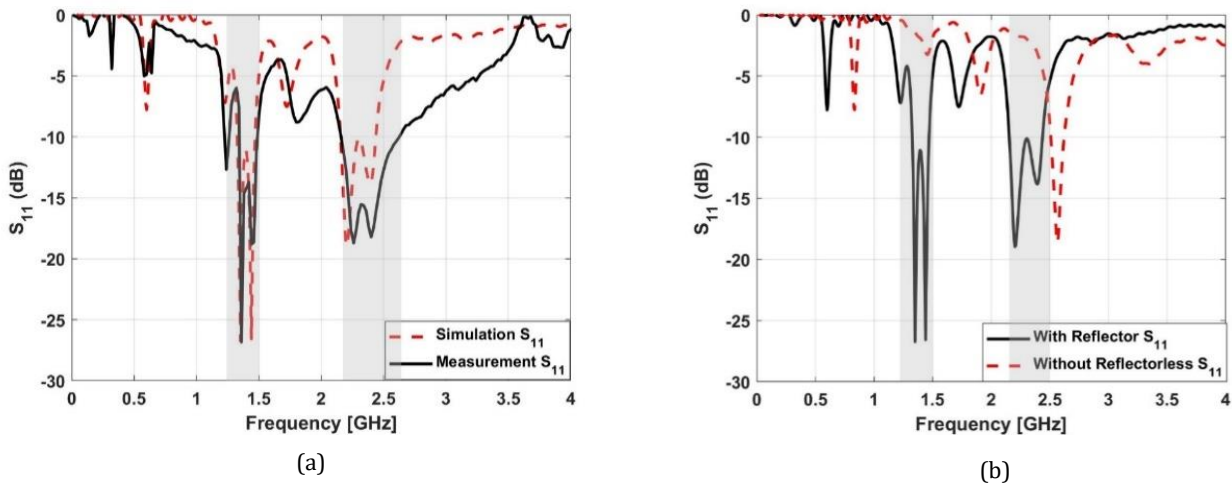 0
-5
-10
-15
-20
-25
-30
S11 (dB)
0 0.5 1 1.5 2 2.5 3 3.5 4
Frequency [GHz]
Simulation S11
Measurement S11
(a)
0
-5
-10
-15
-20
-25
-30
S11 (dB)
0 0.5 1 1.5 2 2.5 3 3.5 4
Frequency [GHz]
With Reflector S11
Without Reflectorless S11
(b)